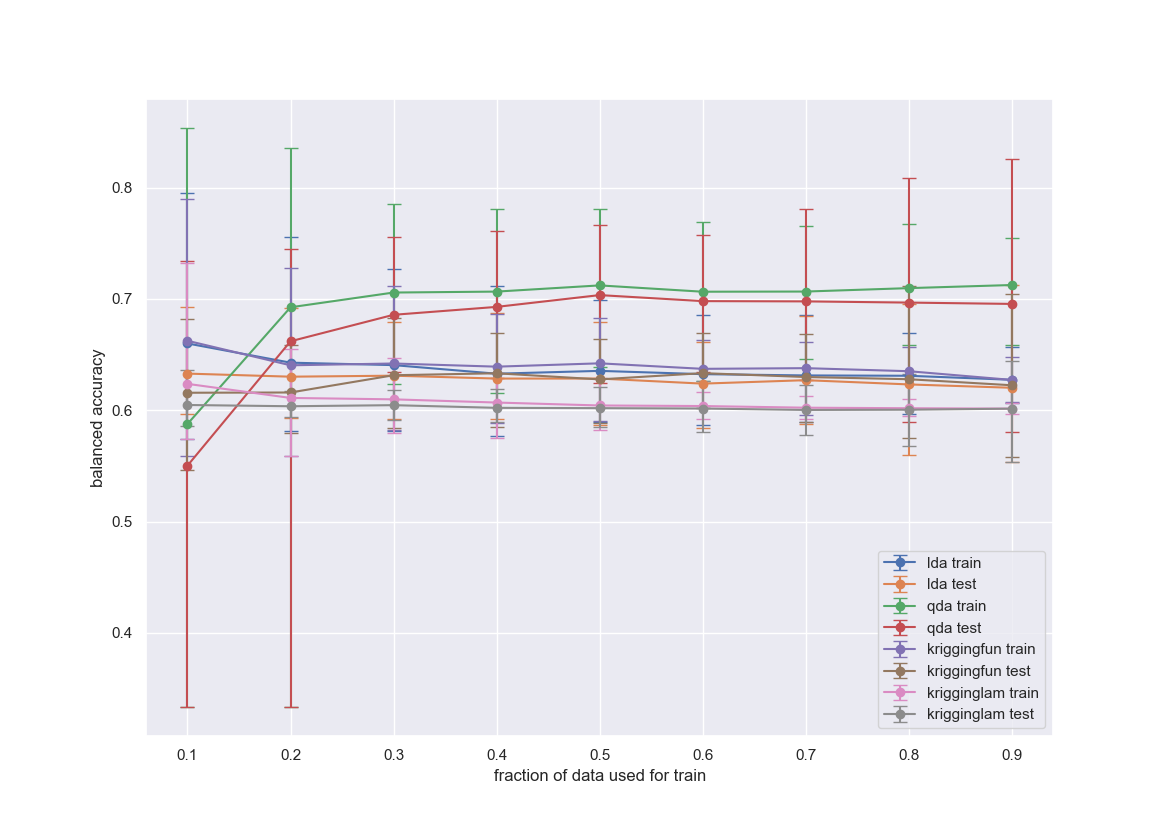 0.8
0.7
0.6
0.5
0.4
balanced accuracy
0.1 0.2 0.3 0.4 0.5 0.6 0.7 0.8 0.9
fraction of data used for train
lda train
lda test
qda train
qda test
kriggingfun train
kriggingfun test
krigginglam train
krigginglam test